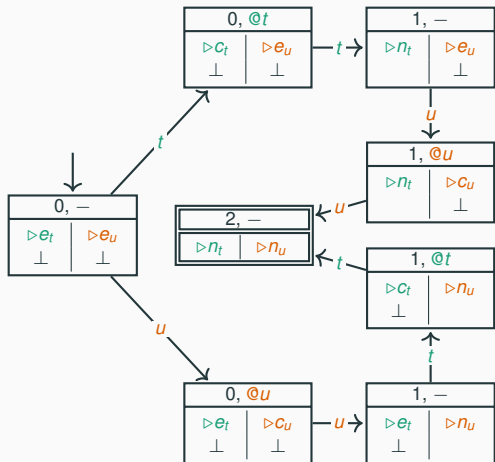 0, @t
▷c_t ▷e_u
⊥ ⊥
t
1, −
▷n_t ▷e_u
⊥
u
t
1, @u
▷n_t ▷c_u
⊥
u
0, −
▷e_t ▷e_u
⊥ ⊥
2, −
▷n_t ▷n_u
t
1, @t
▷c_t ▷n_u
⊥
u
t
0, @u
▷e_t ▷c_u
⊥ ⊥
u
1, −
▷e_t ▷n_u
⊥